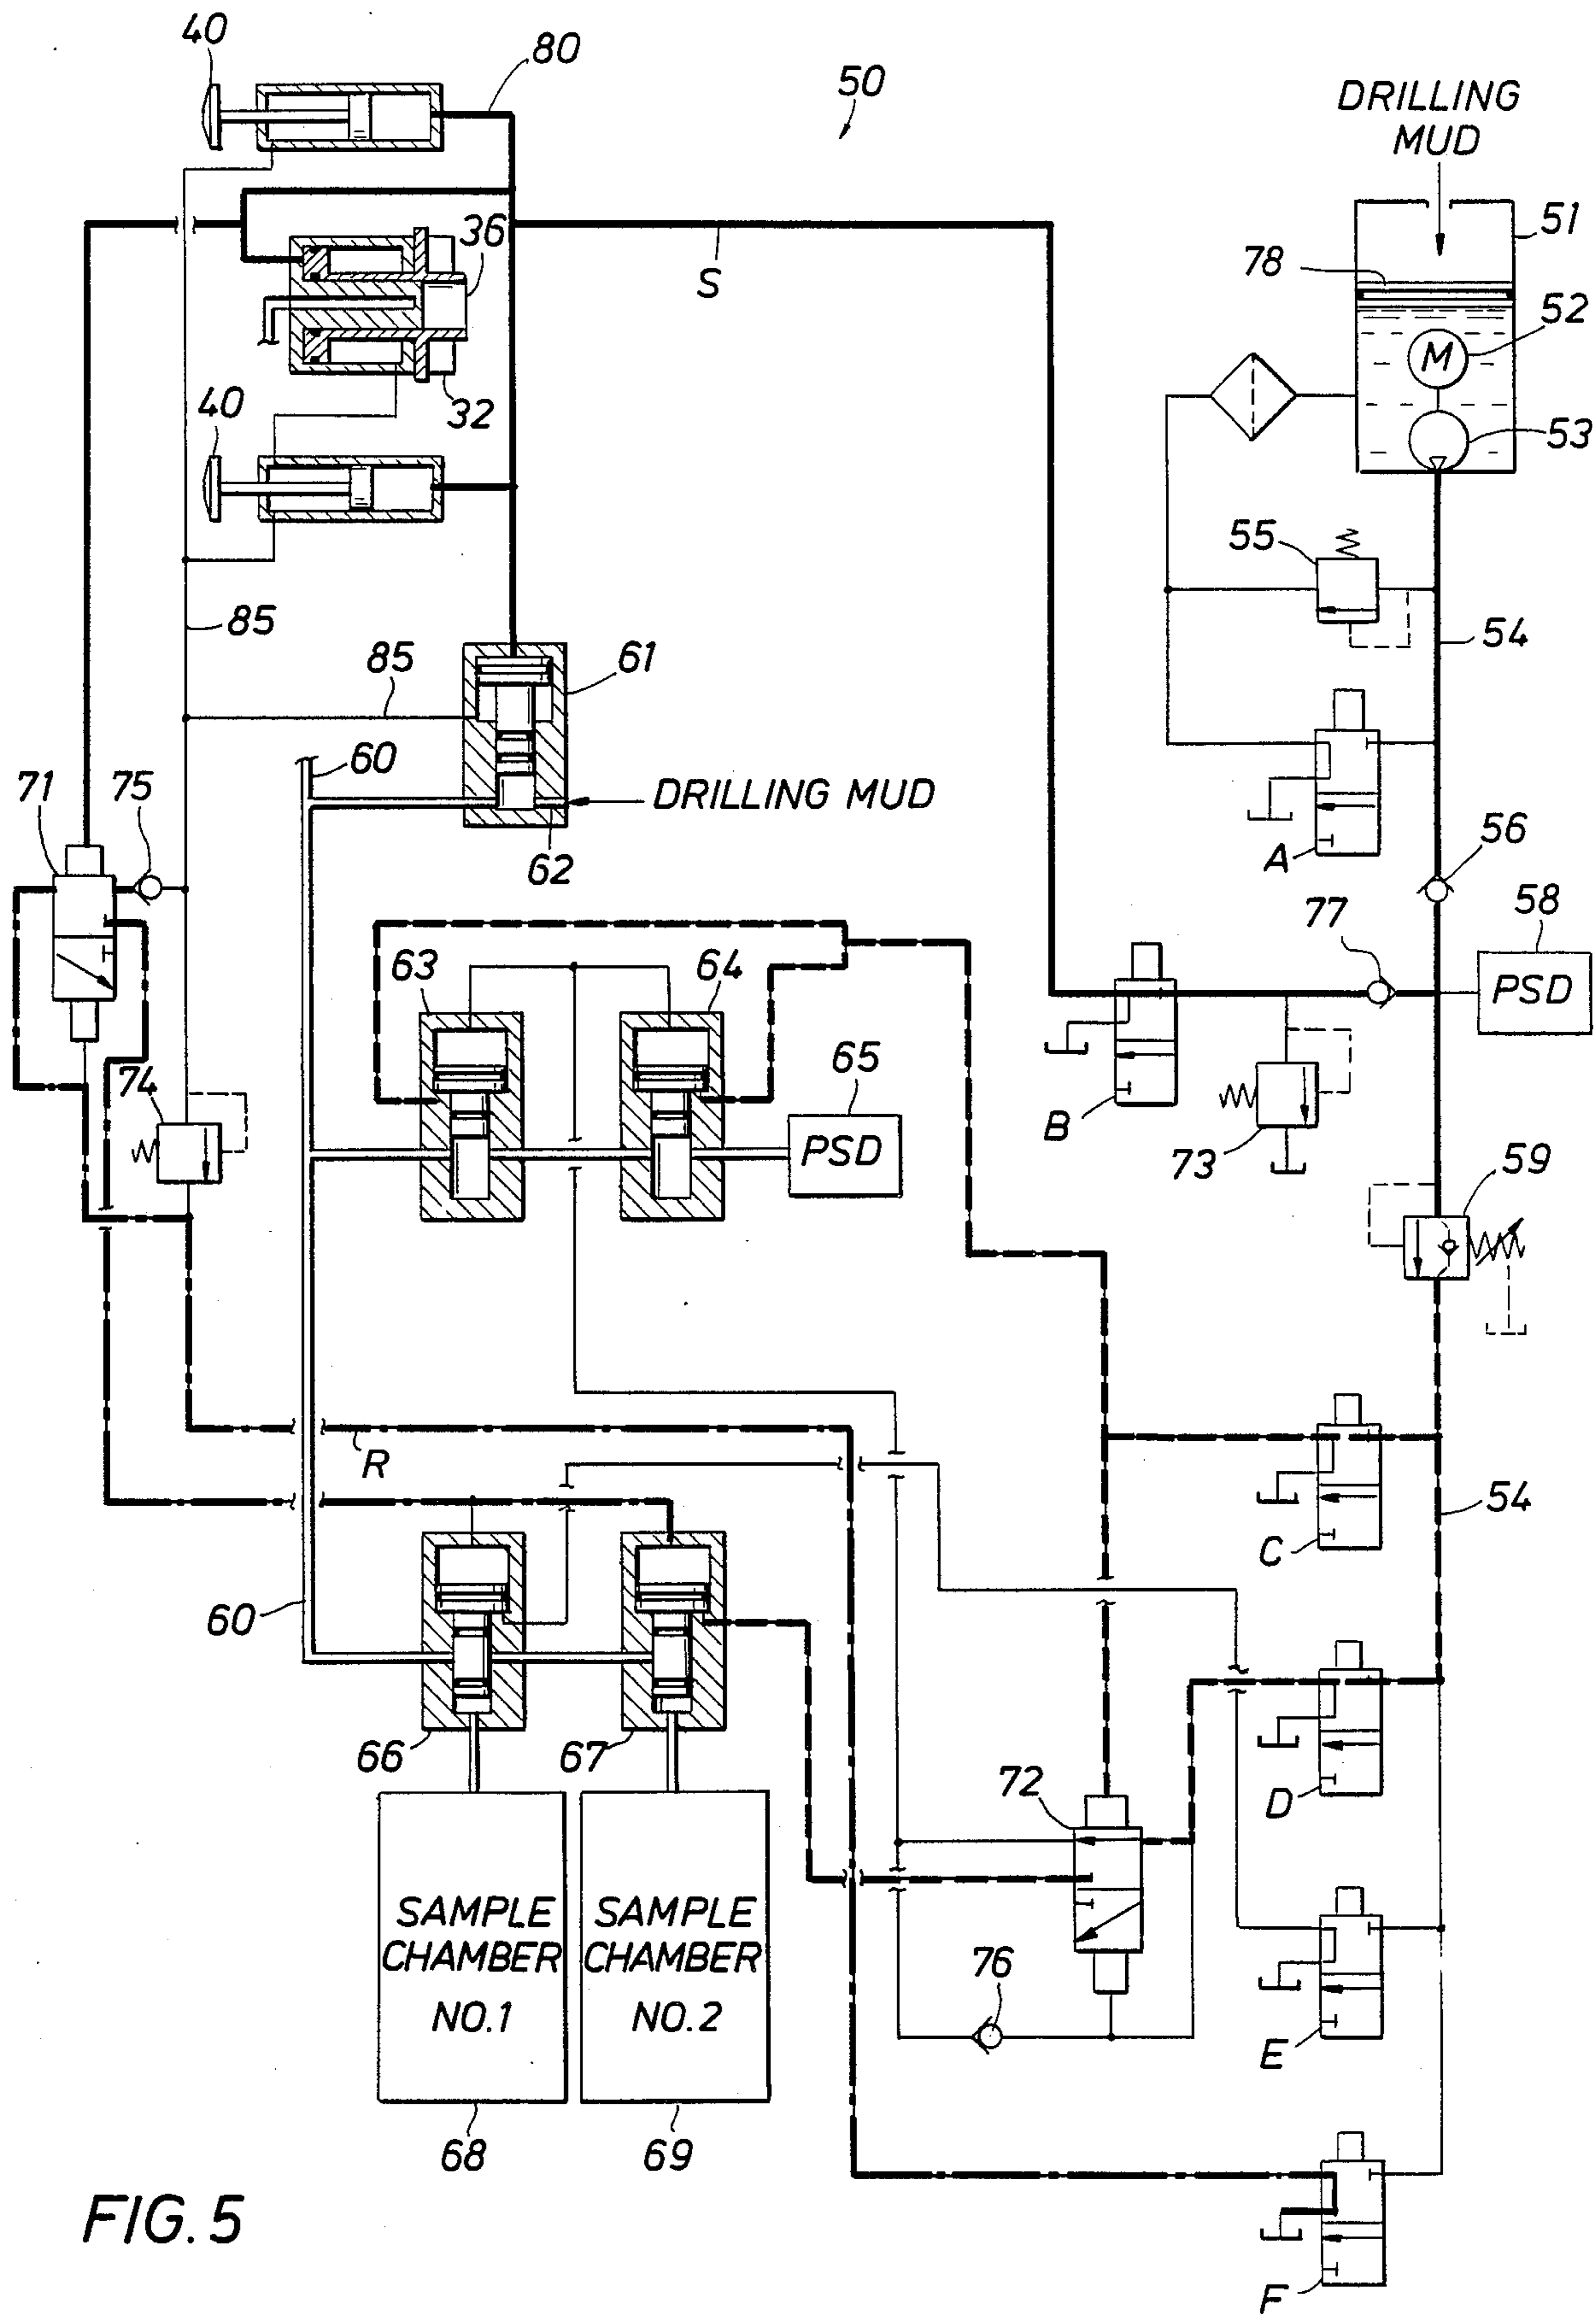 40
80
50
DRILLING
MUD
51
36
78
S
52
M
32
40
53
55
85
54
85
61
60
71
75
DRILLING MUD
62
A
56
58
77
63
64
PSD
65
74
PSD
B
73
59
R
54
C
60
66
67
72
D
SAMPLE
CHAMBER
NO.1
SAMPLE
CHAMBER
NO.2
76
E
68
69
FIG. 5
F